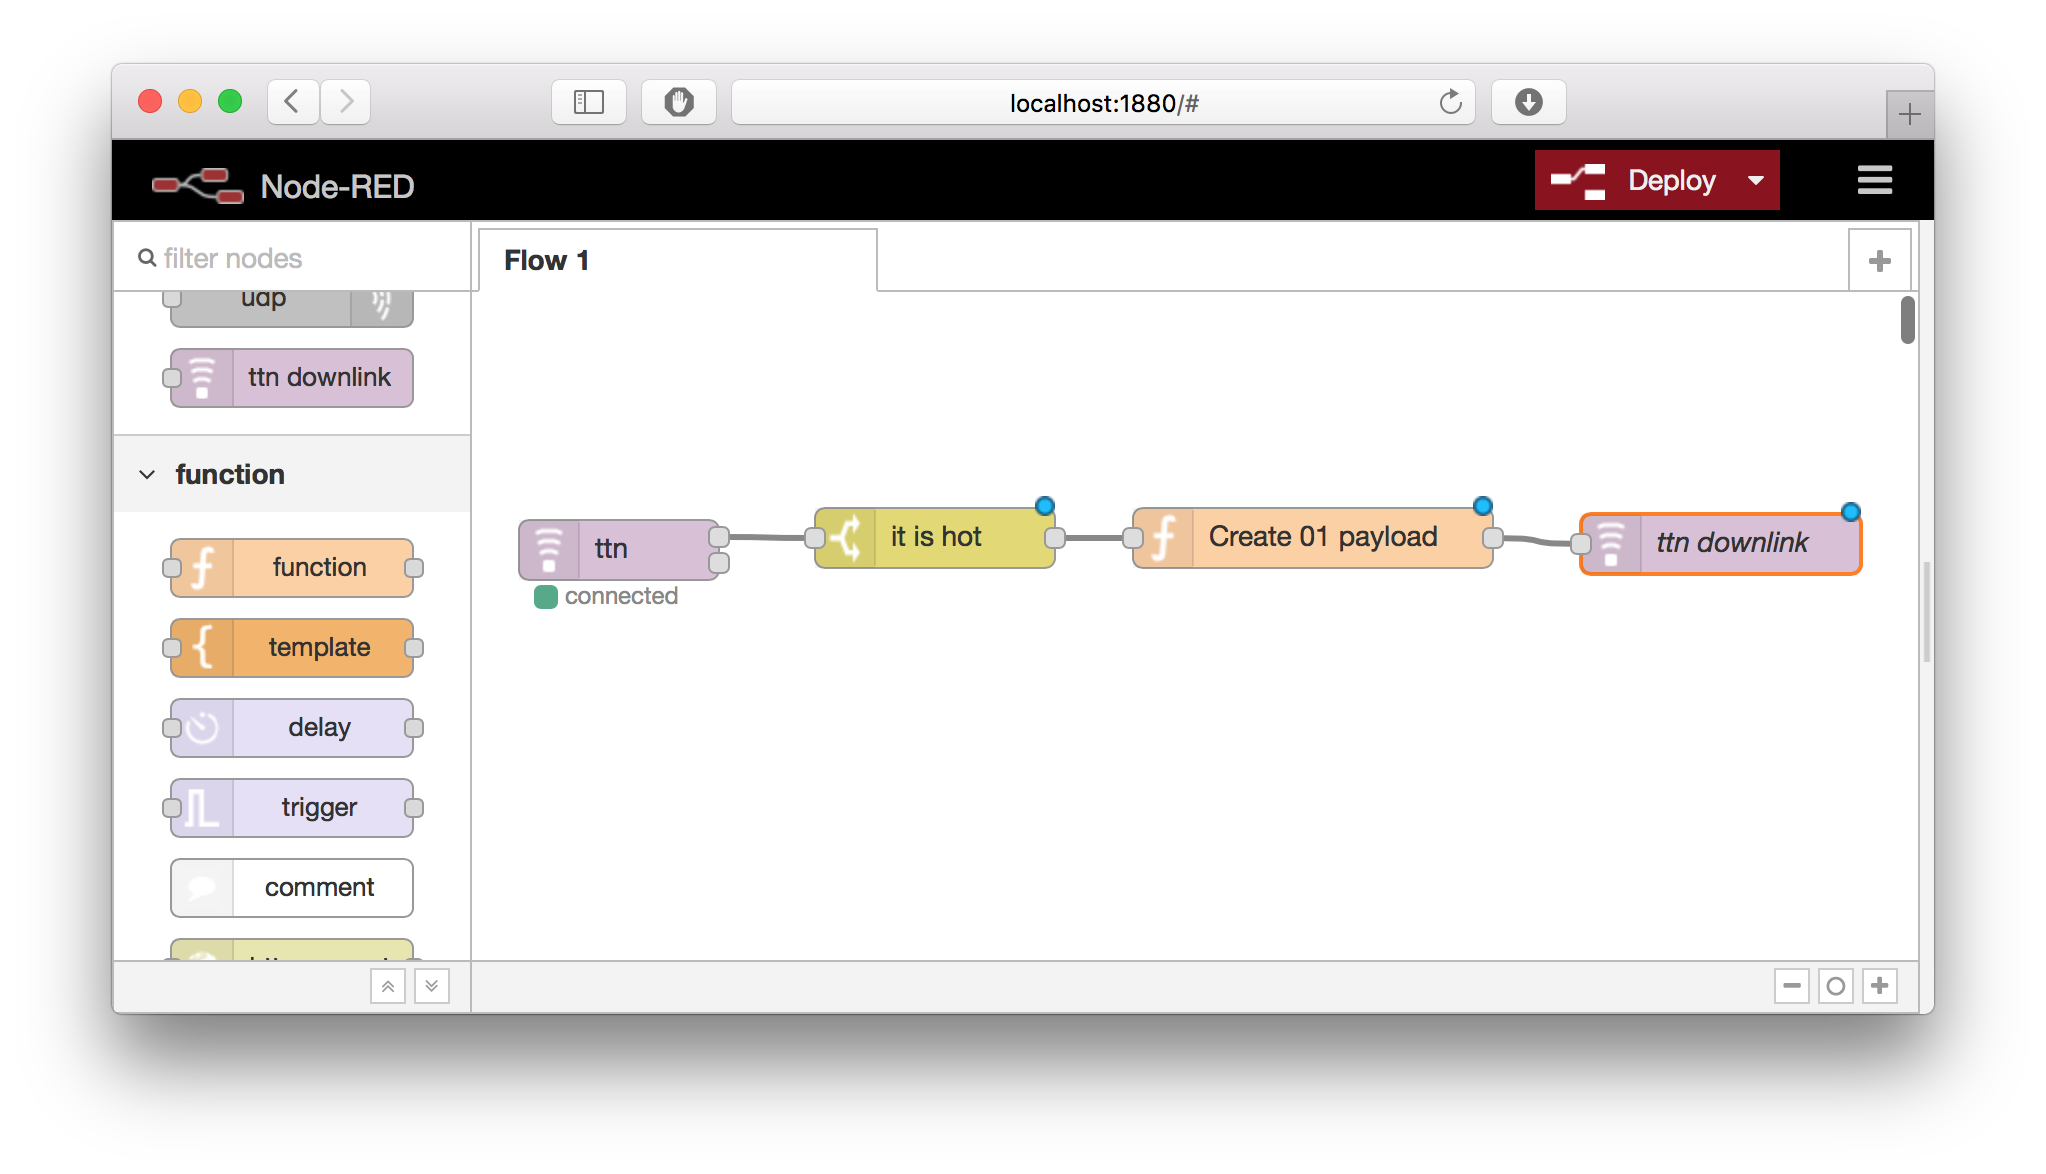 localhost:1880/#
Node-RED
Deploy
filter nodes
Flow 1
udp
ttn downlink
function
function
template
delay
trigger
comment
ttn
connected
it is hot
Create 01 payload
ttn downlink